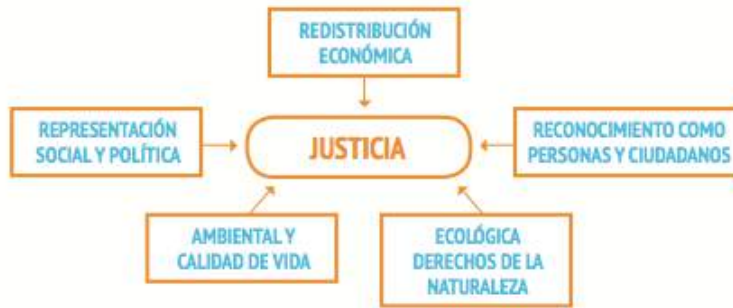 REDISTRIBUCIÓN
ECONÓMICA
REPRESENTACIÓN
SOCIAL Y POLÍTICA
JUSTICIA
RECONOCIMIENTO COMO
PERSONAS Y CIUDADANOS
AMBIENTAL Y
CALIDAD DE VIDA
ECOLÓGICA
DERECHOS DE LA
NATURALEZA